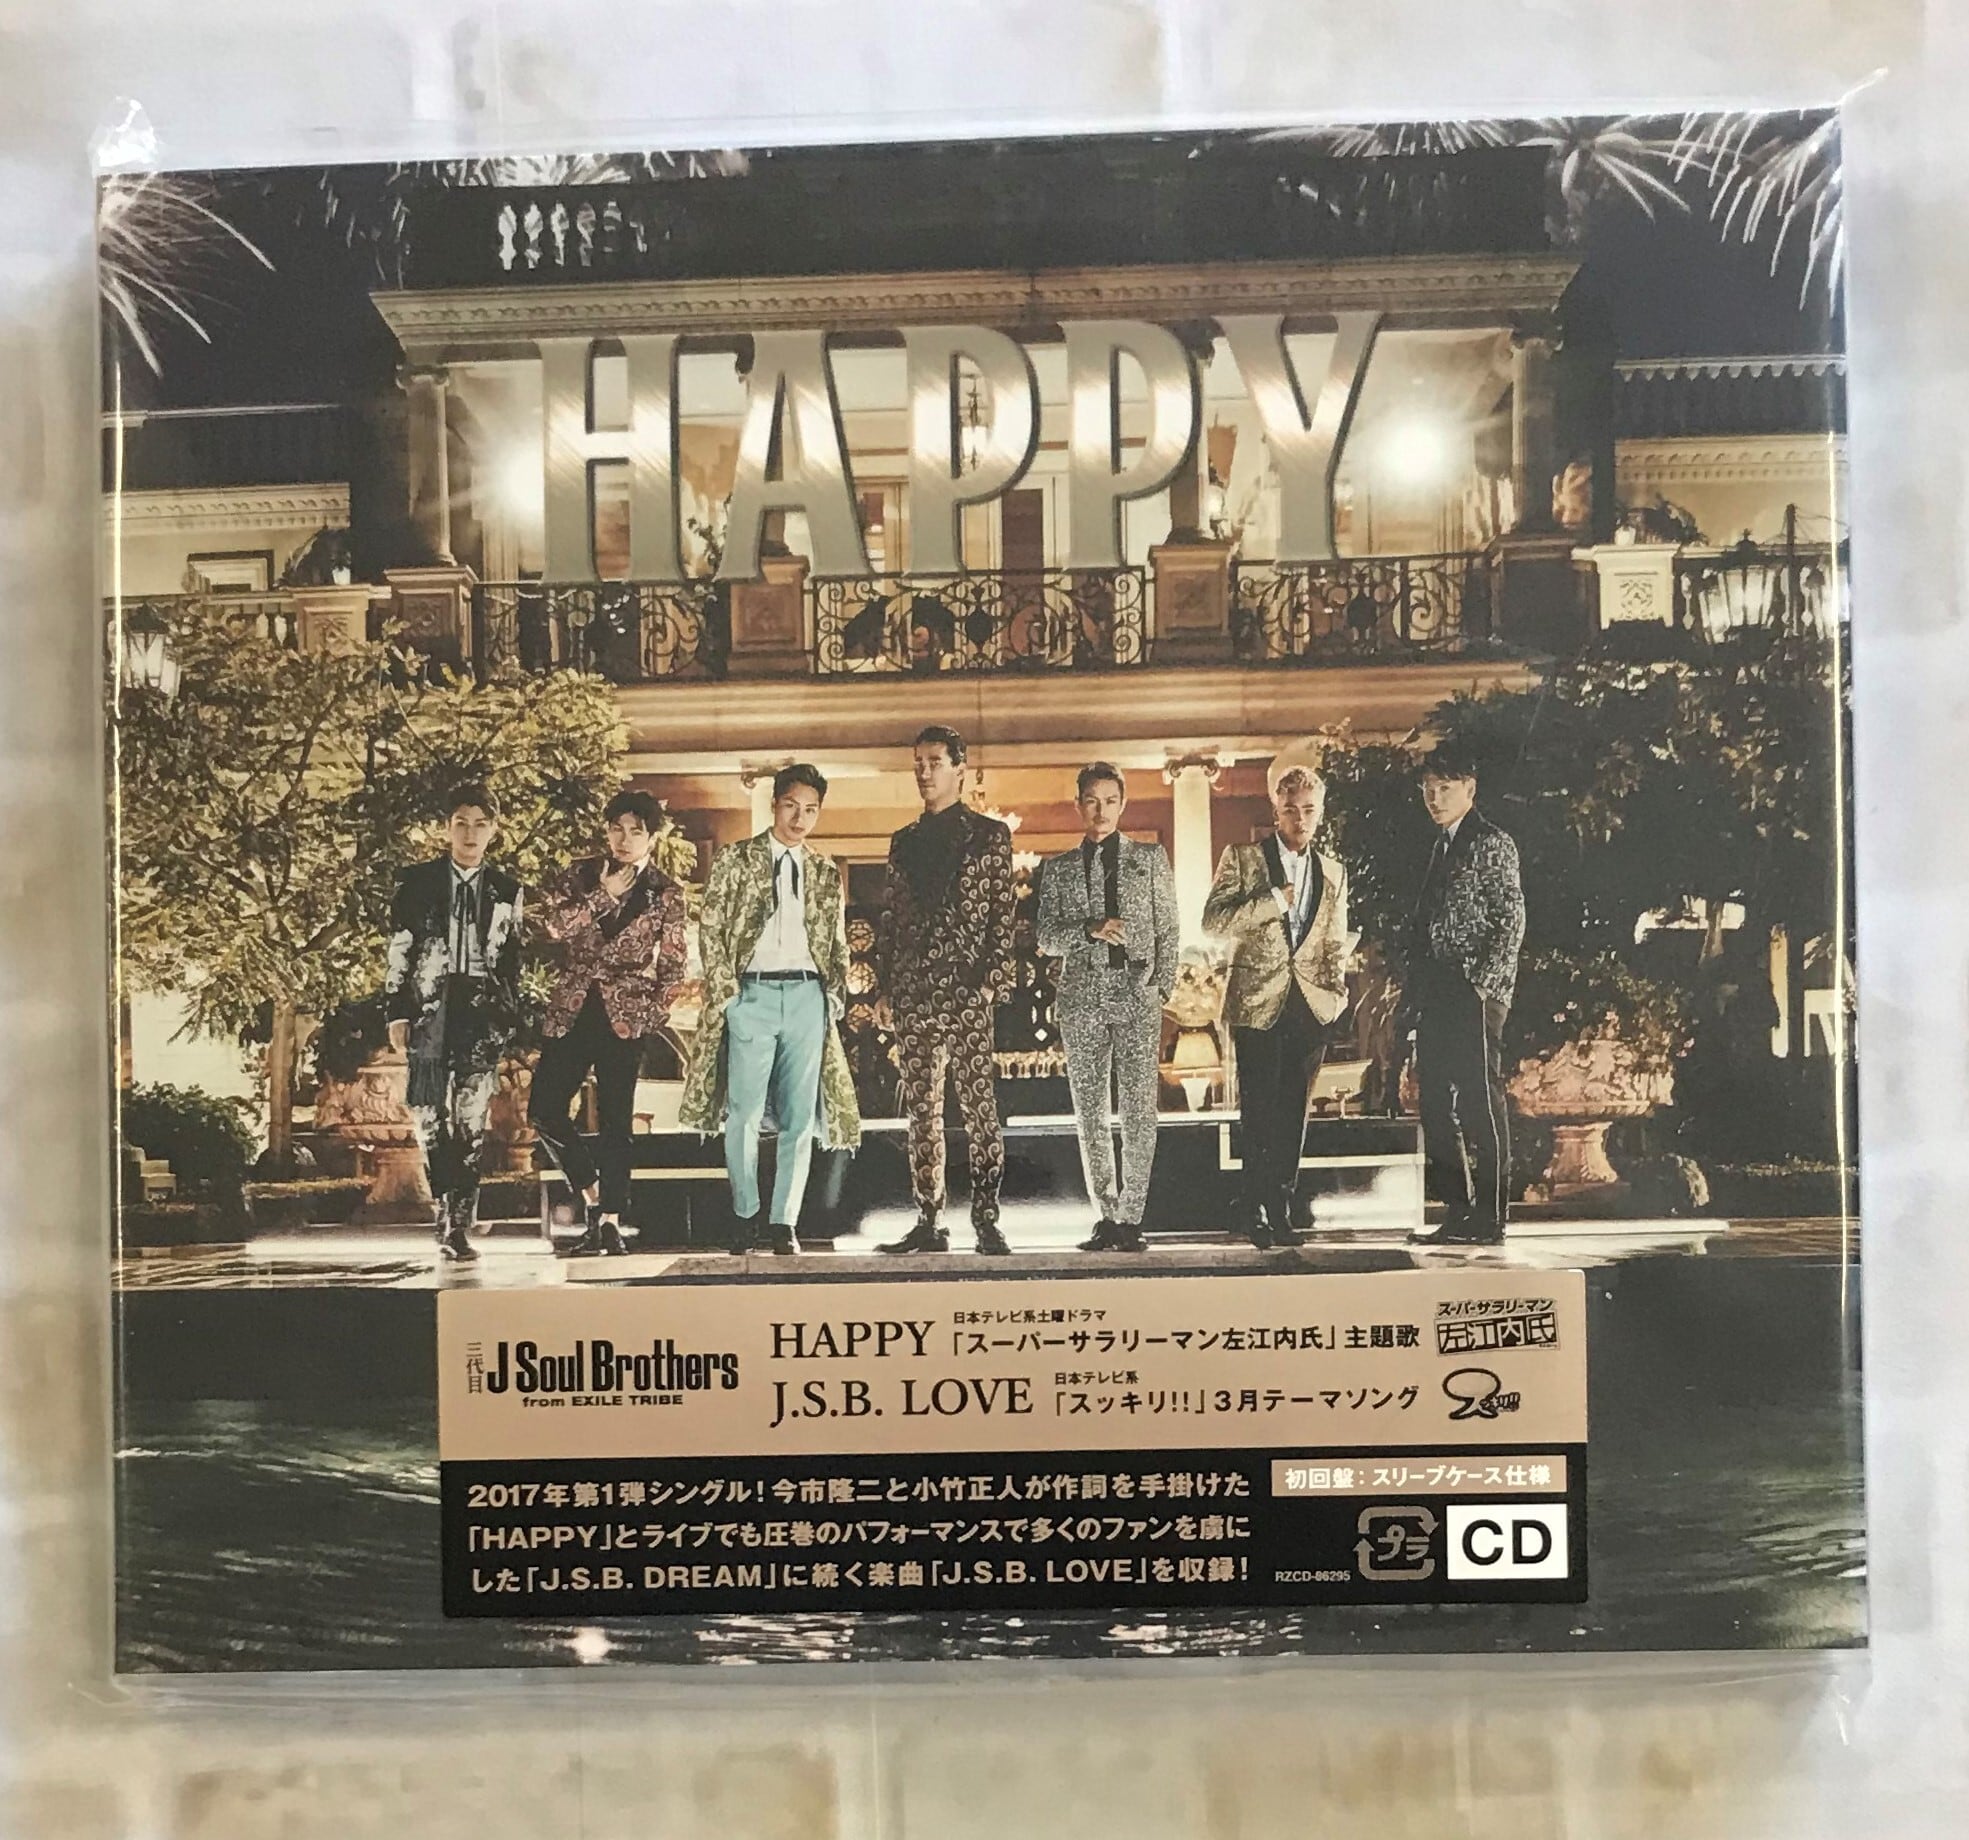 HAPPY
三代目
J Soul Brothers
from EXILE TRIBE
HAPPY
日本テレビ系土曜ドラマ
「スーパーサラリーマン左江内氏」主題歌
スーパーサラリーマン
左江内氏
J.S.B. LOVE
日本テレビ系
「スッキリ!!」3月テーマソング
2017年第1弾シングル!今市隆二と小竹正人が作詞を手掛けた
「HAPPY」とライブでも圧巻のパフォーマンスで多くのファンを虜に
した「J.S.B. DREAM」に続く楽曲「J.S.B. LOVE」を収録!
初回盤:スリーブケース仕様
RZCD-86295
プラ
CD